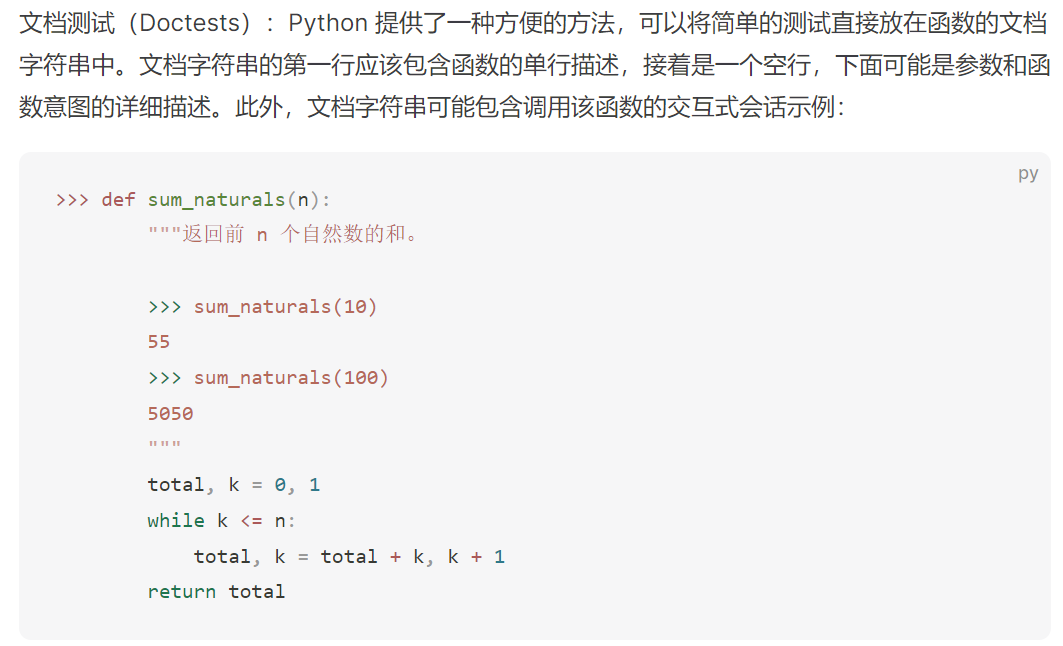 文档测试（Doctests）：Python 提供了一种方便的方法，可以将简单的测试直接放在函数的文档
字符串中。文档字符串的第一行应该包含函数的单行描述，接着是一个空行，下面可能是参数和函
数意图的详细描述。此外，文档字符串可能包含调用该函数的交互式会话示例：
py
>>> def sum_naturals(n):
        """返回前 n 个自然数的和。

        >>> sum_naturals(10)
        55
        >>> sum_naturals(100)
        5050
        """
        total, k = 0, 1
        while k <= n:
            total, k = total + k, k + 1
        return total